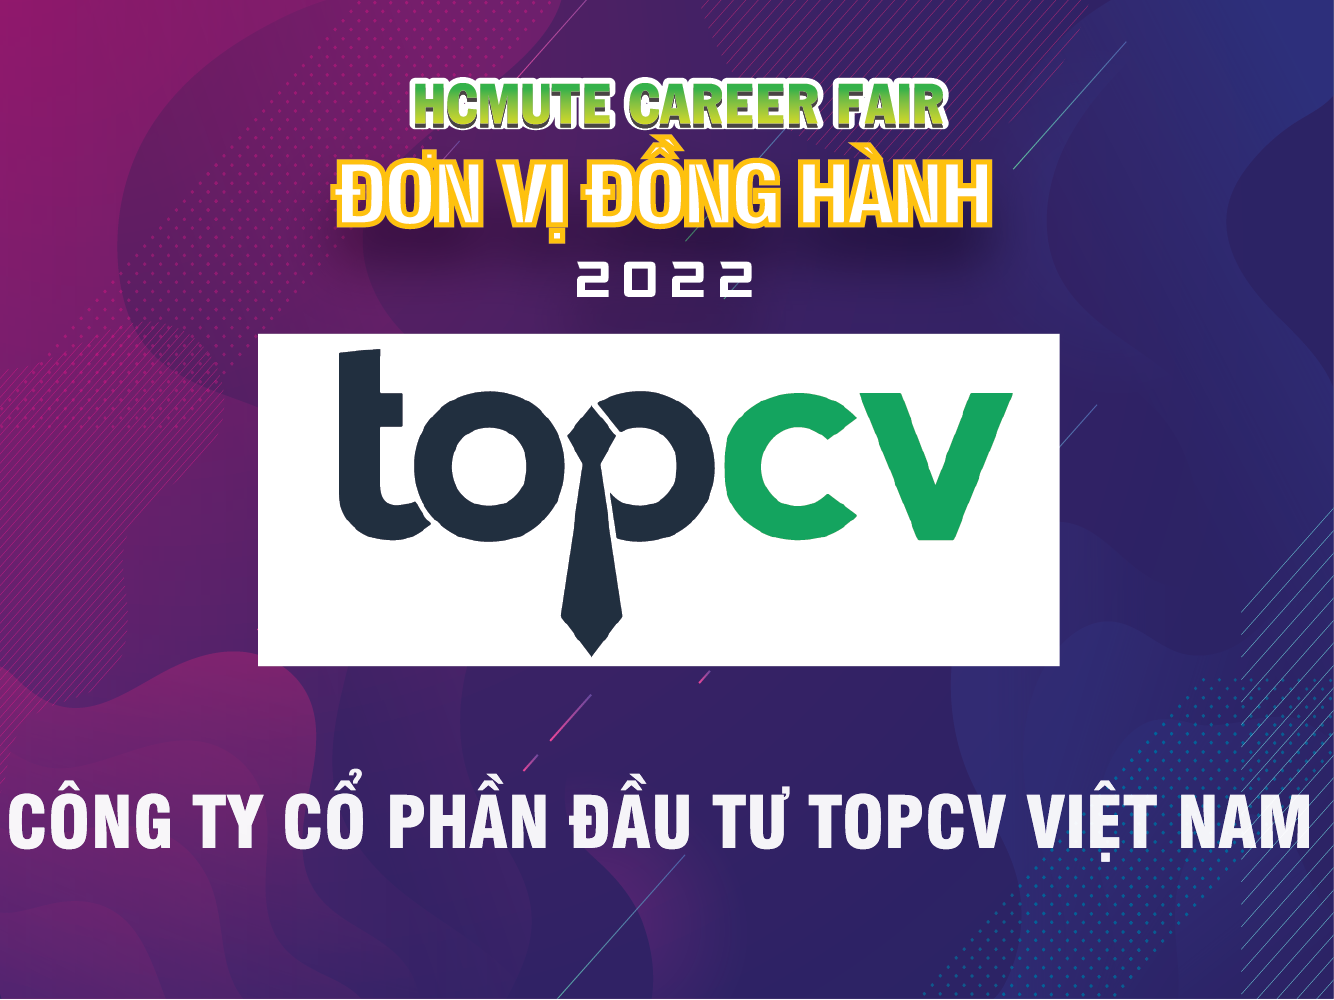 HCMUTE CAREER FAIR
ĐƠN VỊ ĐỒNG HÀNH
2022
topcv
CÔNG TY CỔ PHẦN ĐẦU TƯ TOPCV VIỆT NAM